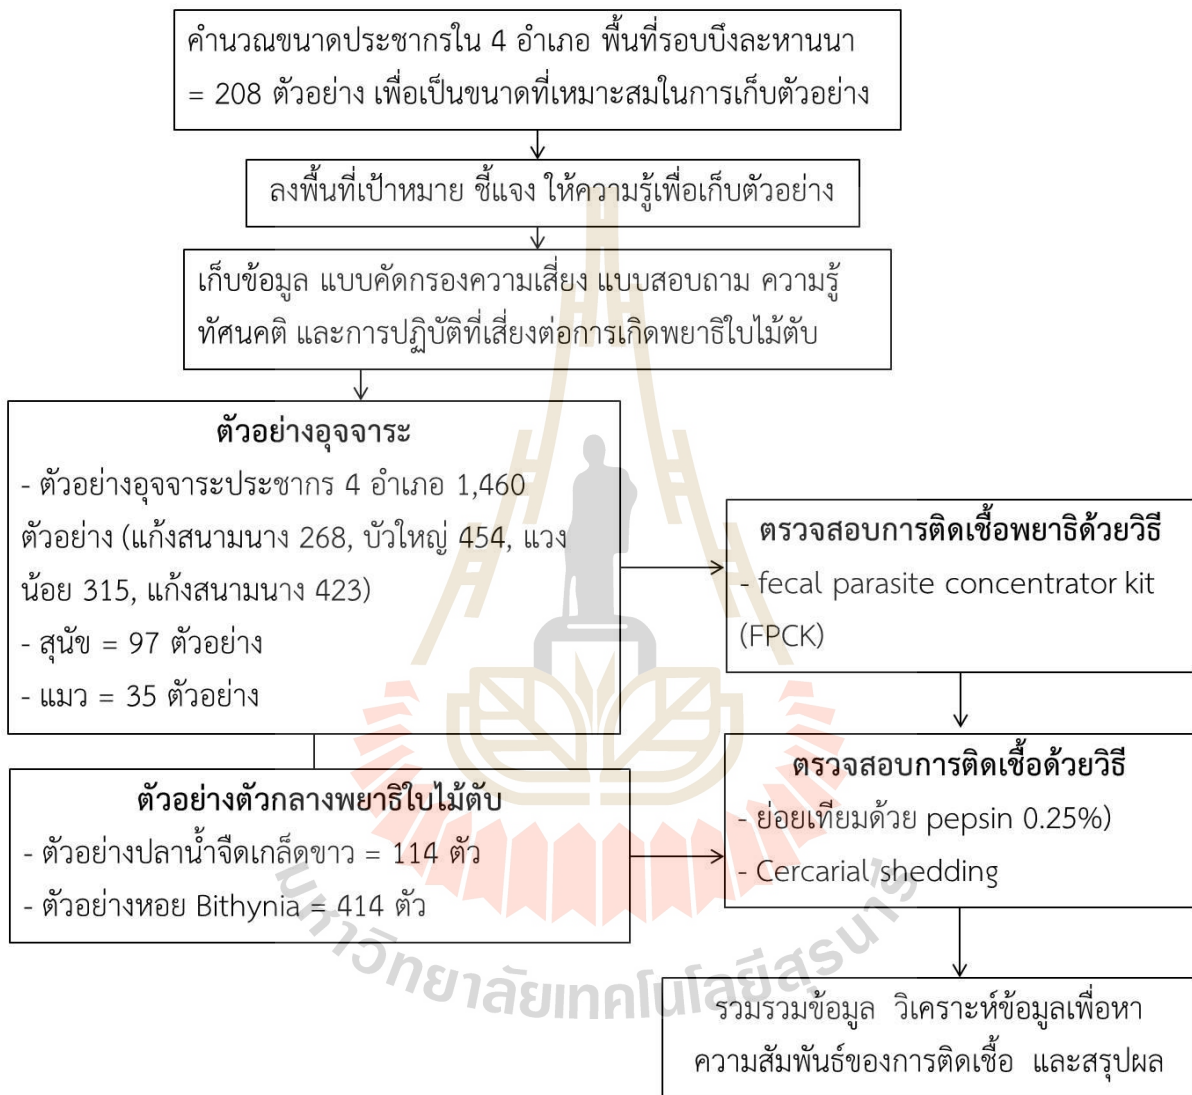 คำนวณขนาดประชากรใน 4 อำเภอ พื้นที่รอบบึงละหานนา
= 208 ตัวอย่าง เพื่อเป็นขนาดที่เหมาะสมในการเก็บตัวอย่าง
ลงพื้นที่เป้าหมาย ชี้แจง ให้ความรู้เพื่อเก็บตัวอย่าง
เก็บข้อมูล แบบคัดกรองความเสี่ยง แบบสอบถาม ความรู้
ทัศนคติ และการปฏิบัติที่เสี่ยงต่อการเกิดพยาธิใบไม้ตับ
ตัวอย่างอุจจาระ
- ตัวอย่างอุจจาระประชากร 4 อำเภอ 1,460
ตัวอย่าง (แก้งสนามนาง 268, บัวใหญ่ 454, แวง
น้อย 315, แก้งสนามนาง 423)
- สุนัข = 97 ตัวอย่าง
- แมว = 35 ตัวอย่าง
ตรวจสอบการติดเชื้อพยาธิด้วยวิธี
- fecal parasite concentrator kit
(FPCK)
ตัวอย่างตัวกลางพยาธิใบไม้ตับ
- ตัวอย่างปลาน้ำจืดเกล็ดขาว = 114 ตัว
- ตัวอย่างหอย Bithynia = 414 ตัว
ตรวจสอบการติดเชื้อด้วยวิธี
- ย่อยเทียมด้วย pepsin 0.25%)
- Cercarial shedding
รวมรวมข้อมูล วิเคราะห์ข้อมูลเพื่อหา
ความสัมพันธ์ของการติดเชื้อ และสรุปผล
มหาวิทยาลัยเทคโนโลยีสุรนารี